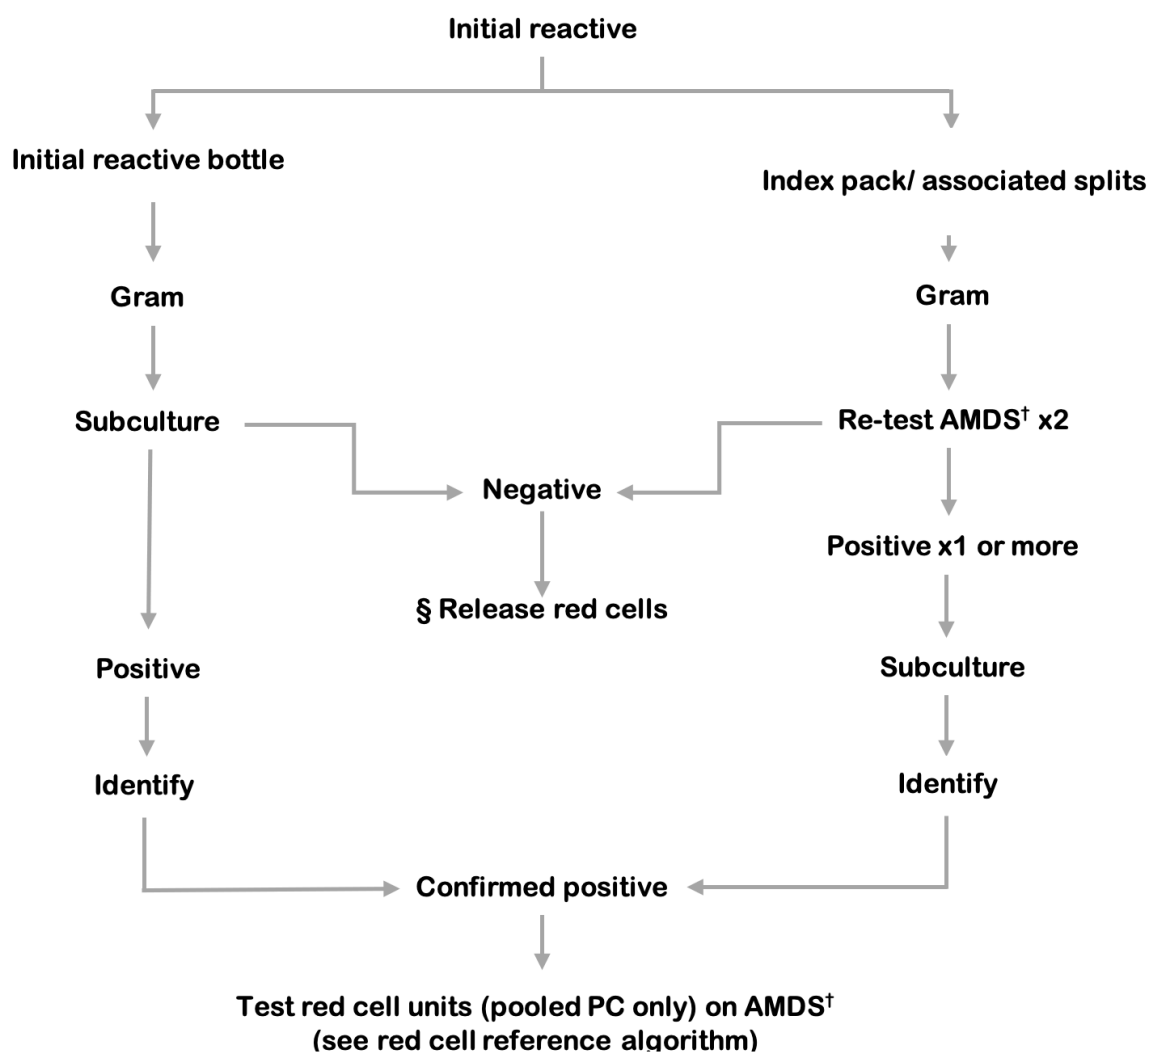 Initial reactive
Initial reactive bottle
Index pack/ associated splits
Gram
Gram
Subculture
Re-test AMDS† x2
Negative
Positive x1 or more
§ Release red cells
Positive
Subculture
Identify
Identify
Confirmed positive
Test red cell units (pooled PC only) on AMDS†
(see red cell reference algorithm)